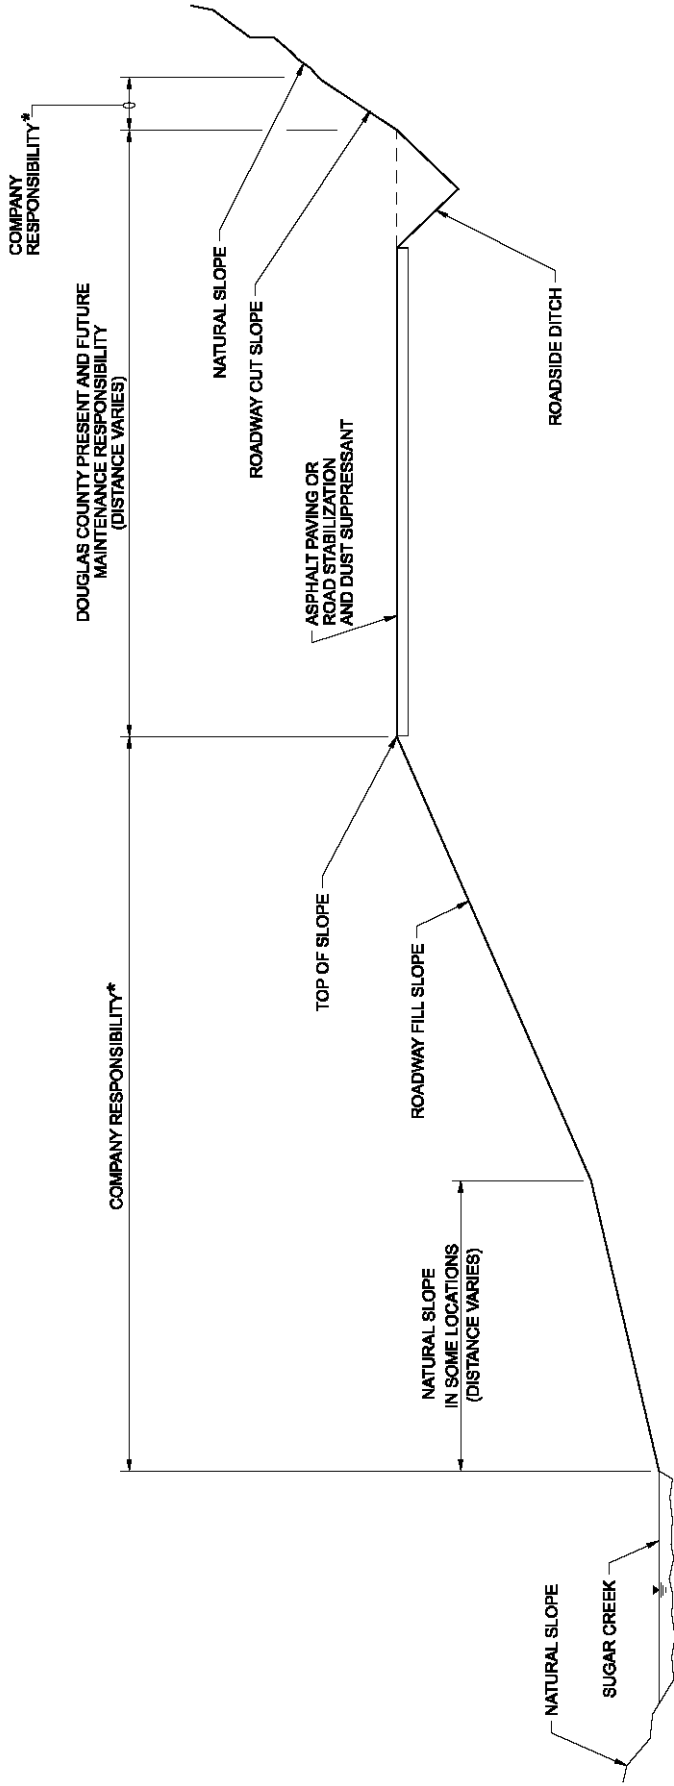 COMPANY
RESPONSIBILITY*
DOUGLAS COUNTY PRESENT AND FUTURE
MAINTENANCE RESPONSIBILITY
(DISTANCE VARIES)
COMPANY RESPONSIBILITY*
NATURAL SLOPE
ROADWAY CUT SLOPE
ASPHALT PAVING OR
ROAD STABILIZATION
AND DUST SUPPRESSANT
ROADSIDE DITCH
TOP OF SLOPE
ROADWAY FILL SLOPE
NATURAL SLOPE
IN SOME LOCATIONS
(DISTANCE VARIES)
NATURAL SLOPE
SUGAR CREEK